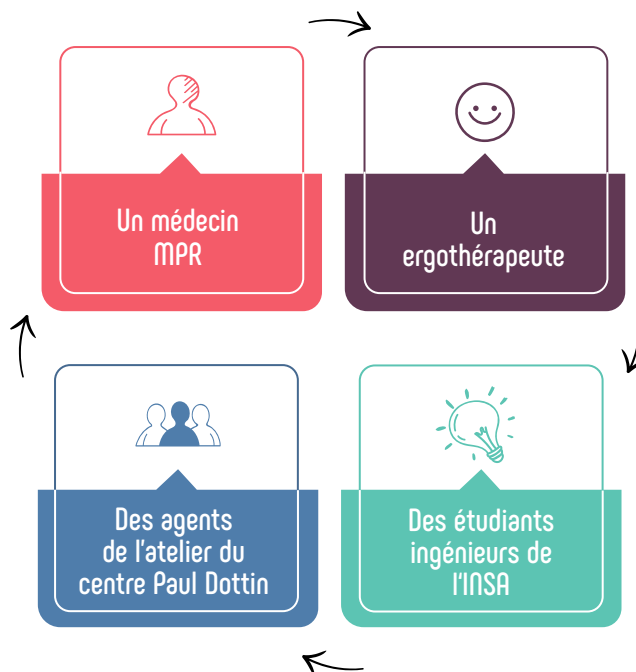 Un médecin
MPR
Un
ergothérapeute
Des agents
de l'atelier du
centre Paul Dottin
Des étudiants
ingénieurs de
l'INSA